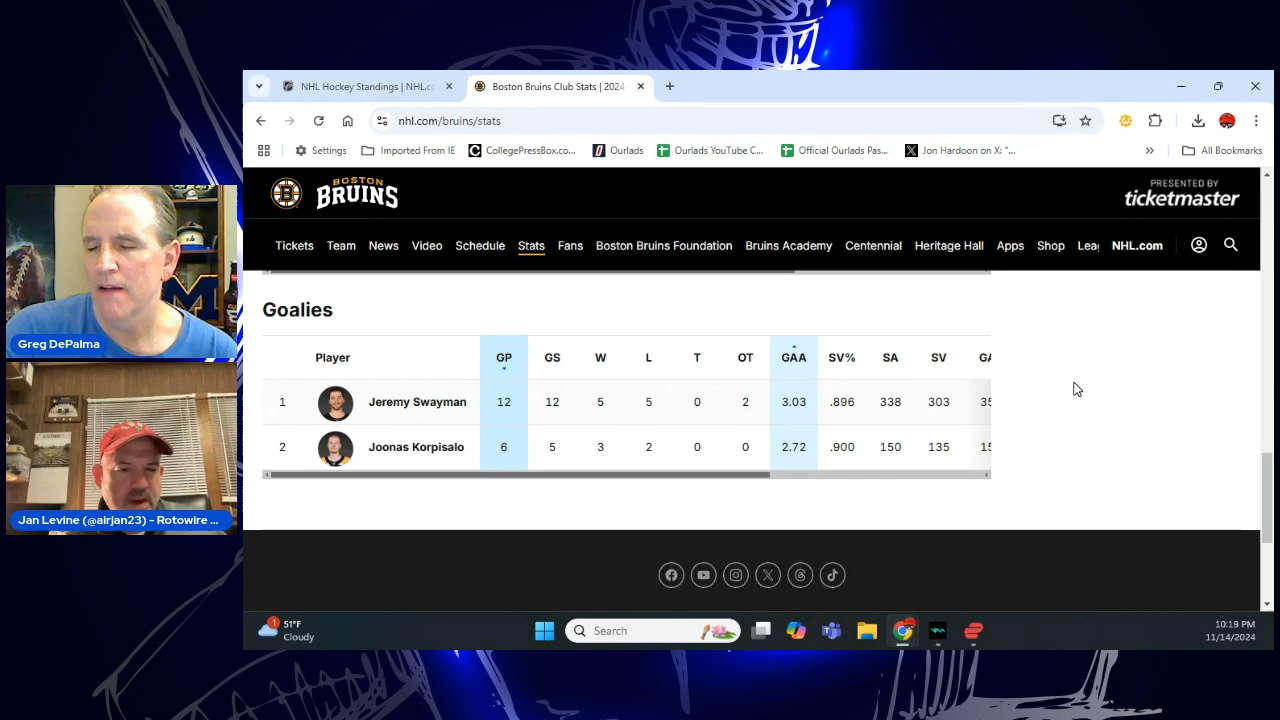 NHL Hockey Standings | NHL.c
Boston Bruins Club Stats | 2024
nhl.com/bruins/stats
Settings
Imported From IE
CollegePressBox.co...
Ourlads
Ourlads YouTube C...
Official Ourlads Pas...
Jon Hardoon on X: "...
All Bookmarks
B
BOSTON
BRUINS
PRESENTED BY
ticketmaster
Tickets Team News Video Schedule Stats Fans Boston Bruins Foundation Bruins Academy Centennial Heritage Hall Apps Shop Lea NHL.com
Goalies
Player GP GS W L T OT GAA SV% SA SV GA
1 Jeremy Swayman 12 12 5 5 0 2 3.03 .896 338 303 35
2 Joonas Korpisalo 5 3 2 0 0 2.72 .900 150 135 15
Greg DePalma
Jan Levine (@airjan23) - Rotowire ...
1
51°F
Cloudy
Search
10:19 PM
11/14/2024